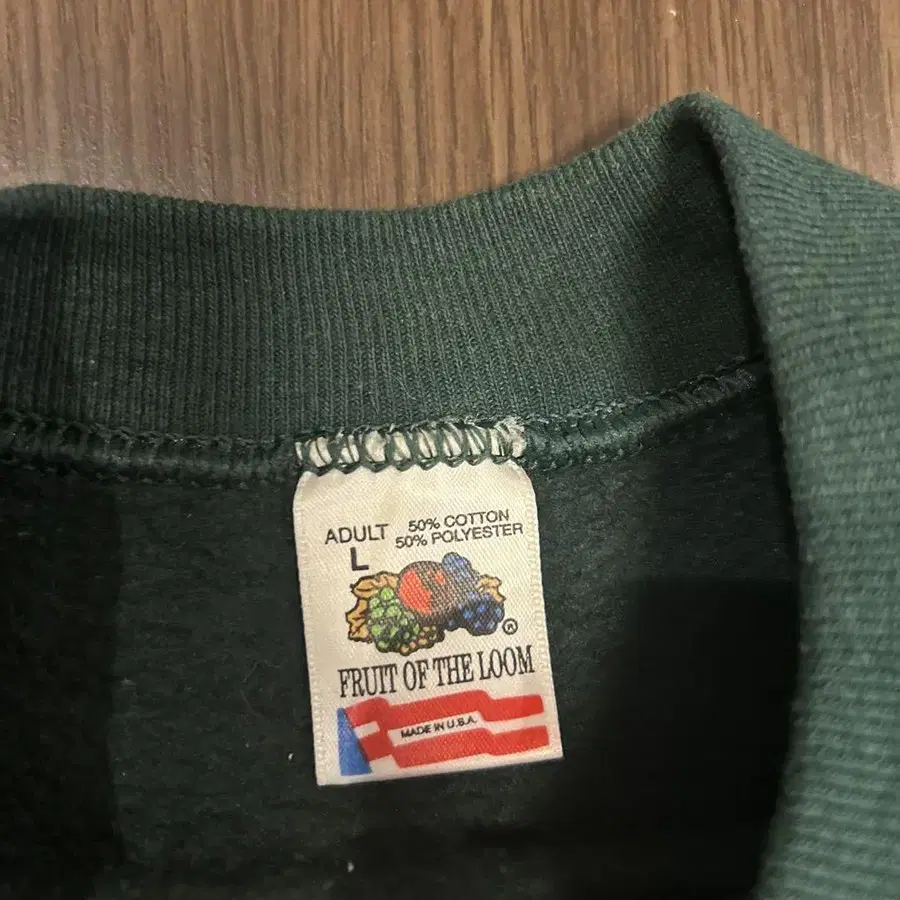 ADULT 50% COTTON
L 50% POLYESTER
®
FRUIT OF THE LOOM
MADE IN U.S.A.